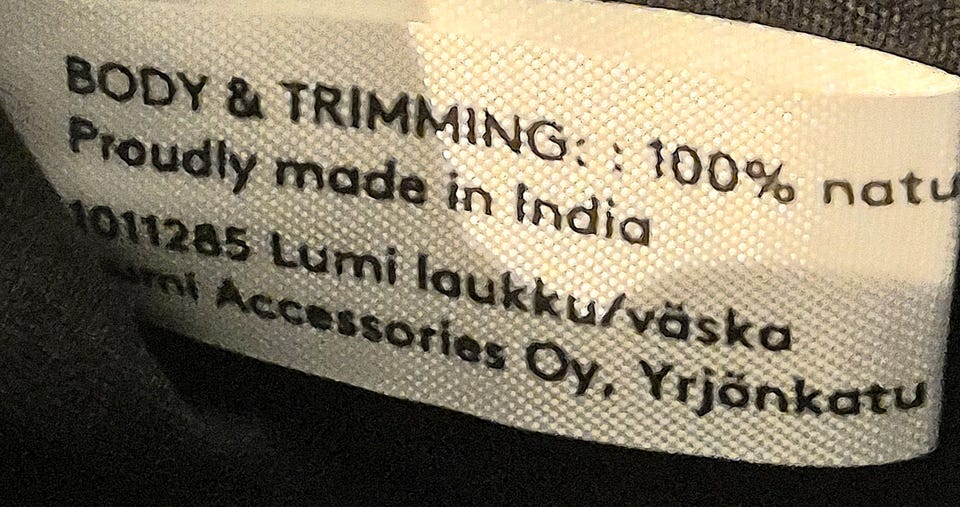 BODY & TRIMMING: : 100% natu
Proudly made in India
1011285 Lumi laukku/väska
Accessories Oy, Yrjönkatu